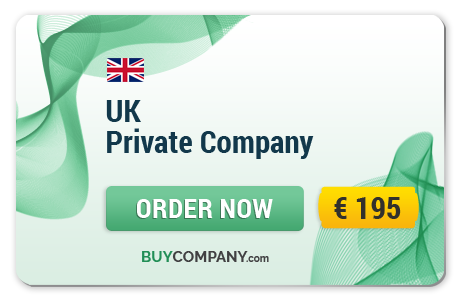 UK
Private Company
ORDER NOW
€ 195
BUYCOMPANY.com